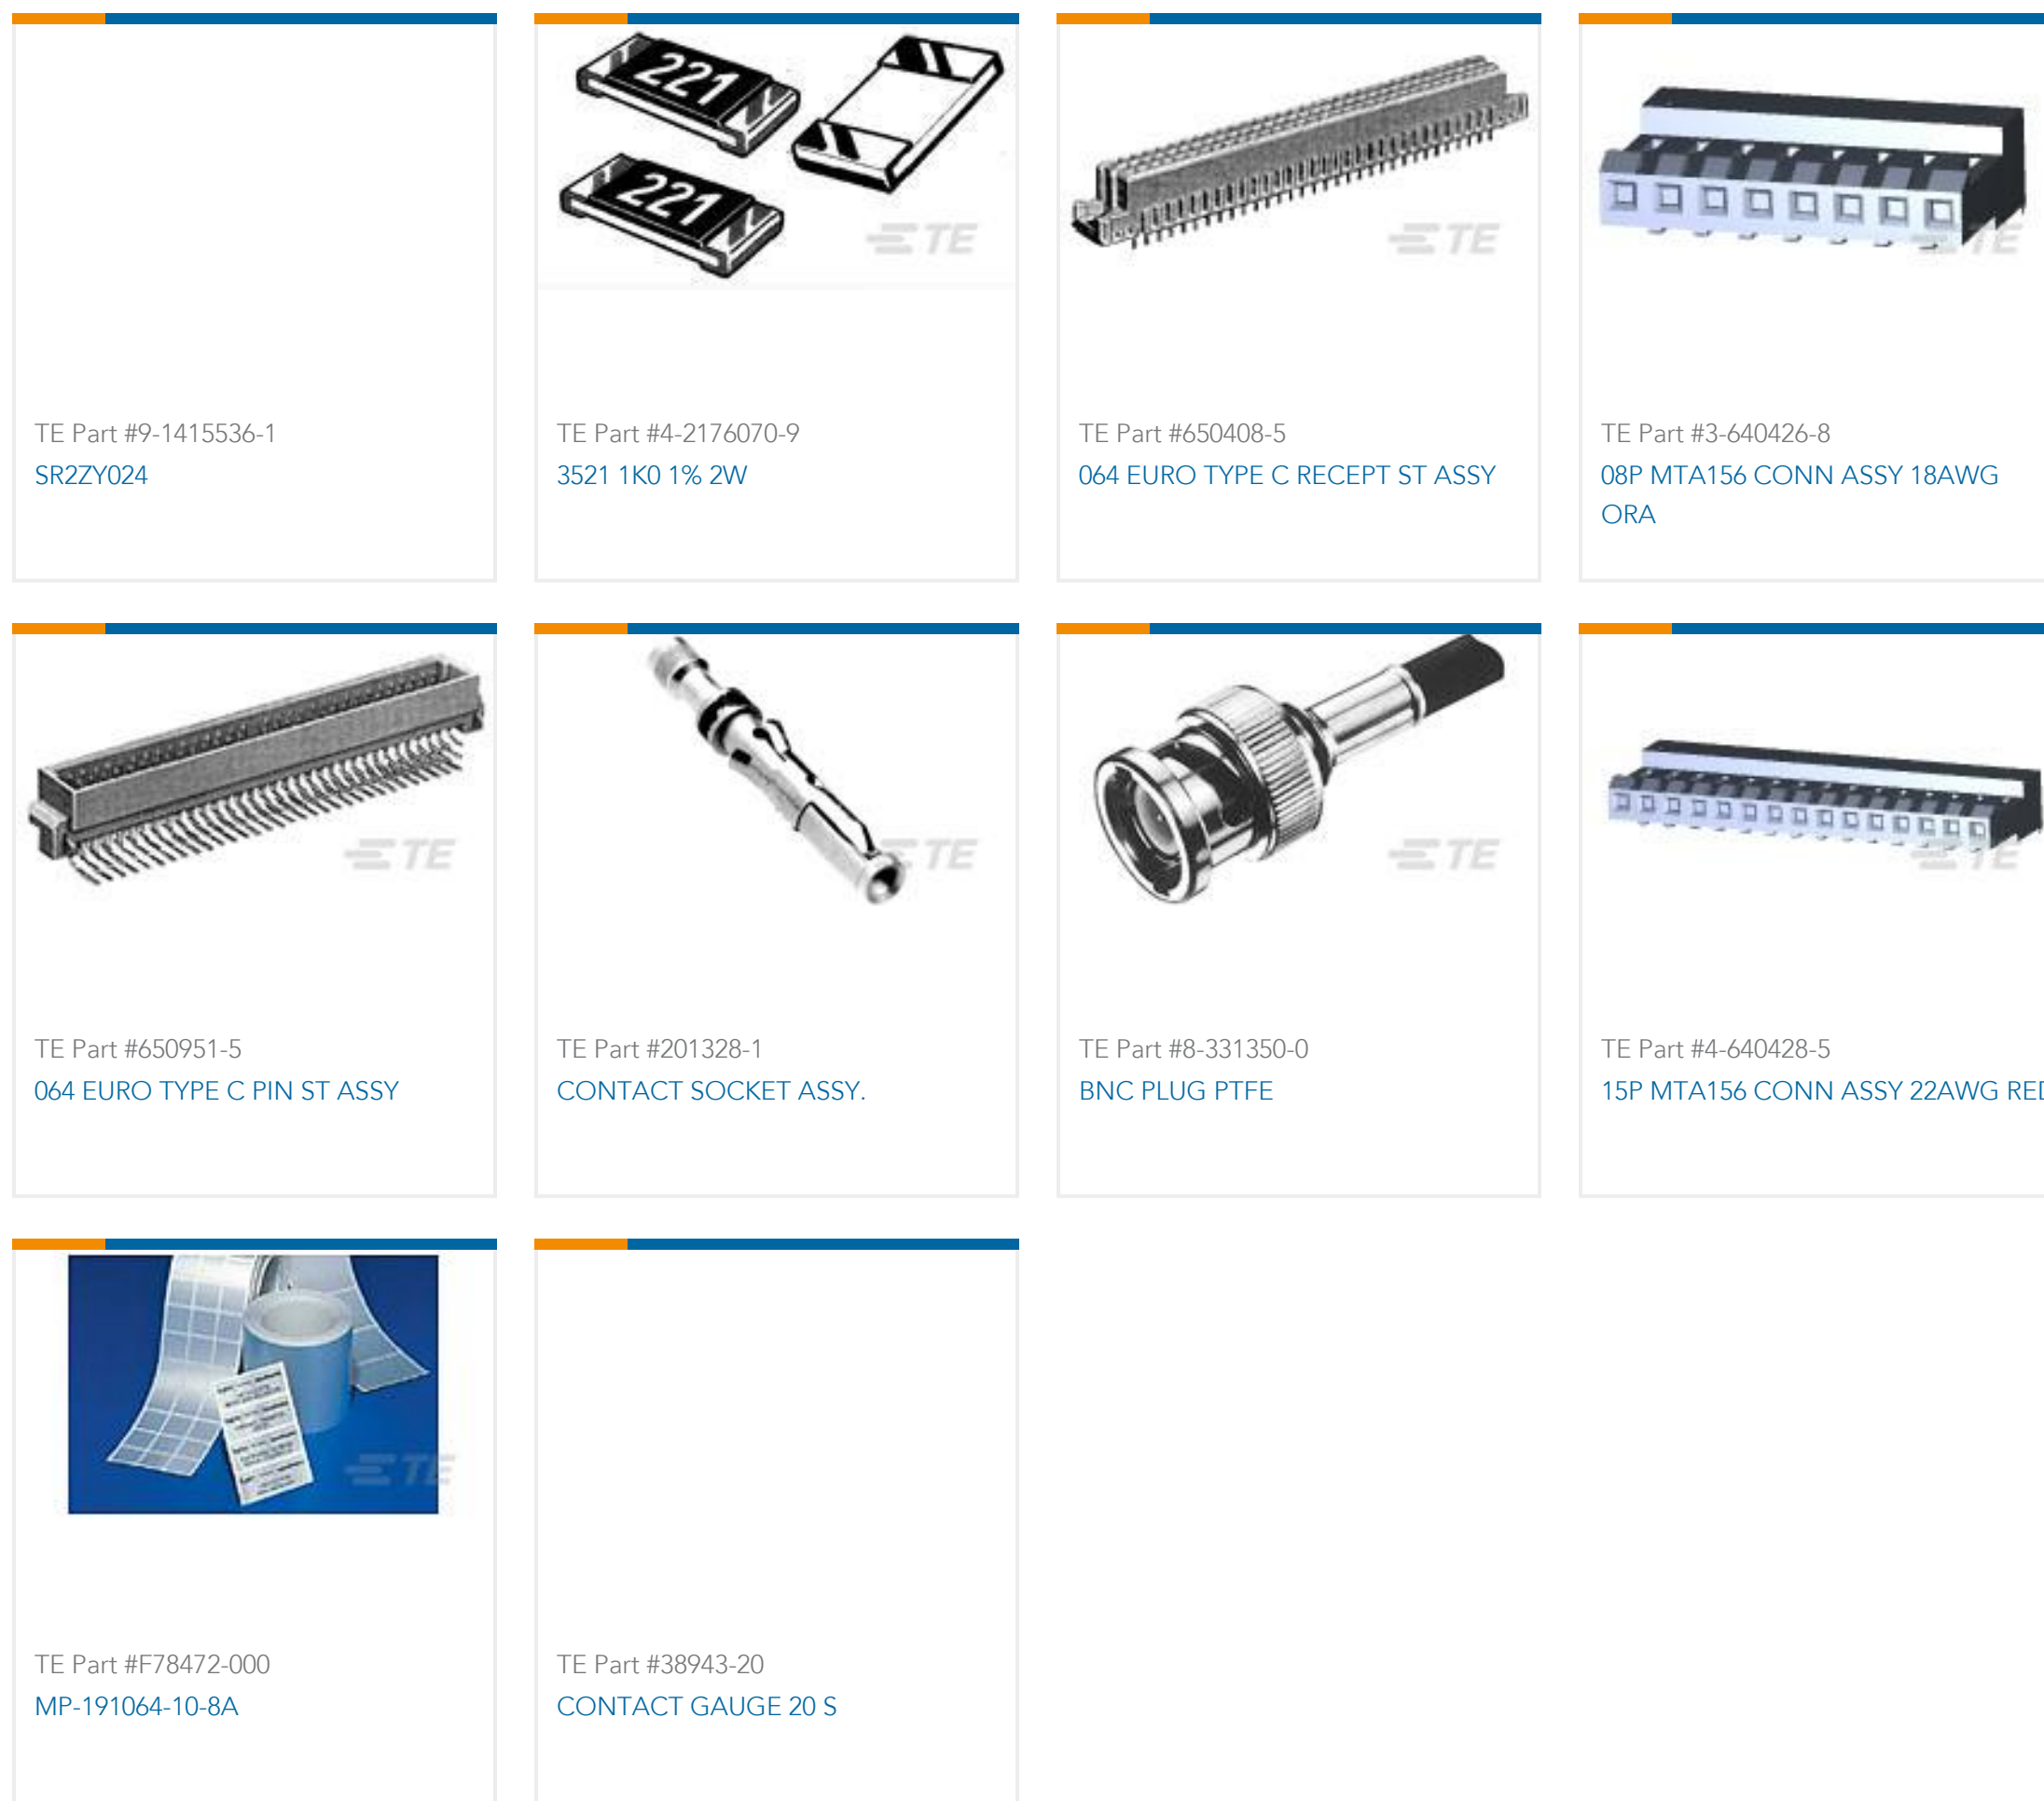 221
221
TE
TE
TE
TE Part #9-1415536-1
SR2ZY024
TE Part #4-2176070-9
3521 1K0 1% 2W
TE Part #650408-5
064 EURO TYPE C RECEPT ST ASSY
TE Part #3-640426-8
08P MTA156 CONN ASSY 18AWG
ORA
TE
TE
TE
TE
TE Part #650951-5
064 EURO TYPE C PIN ST ASSY
TE Part #201328-1
CONTACT SOCKET ASSY.
TE Part #8-331350-0
BNC PLUG PTFE
TE Part #4-640428-5
15P MTA156 CONN ASSY 22AWG RED
TE
TE Part #F78472-000
MP-191064-10-8A
TE Part #38943-20
CONTACT GAUGE 20 S